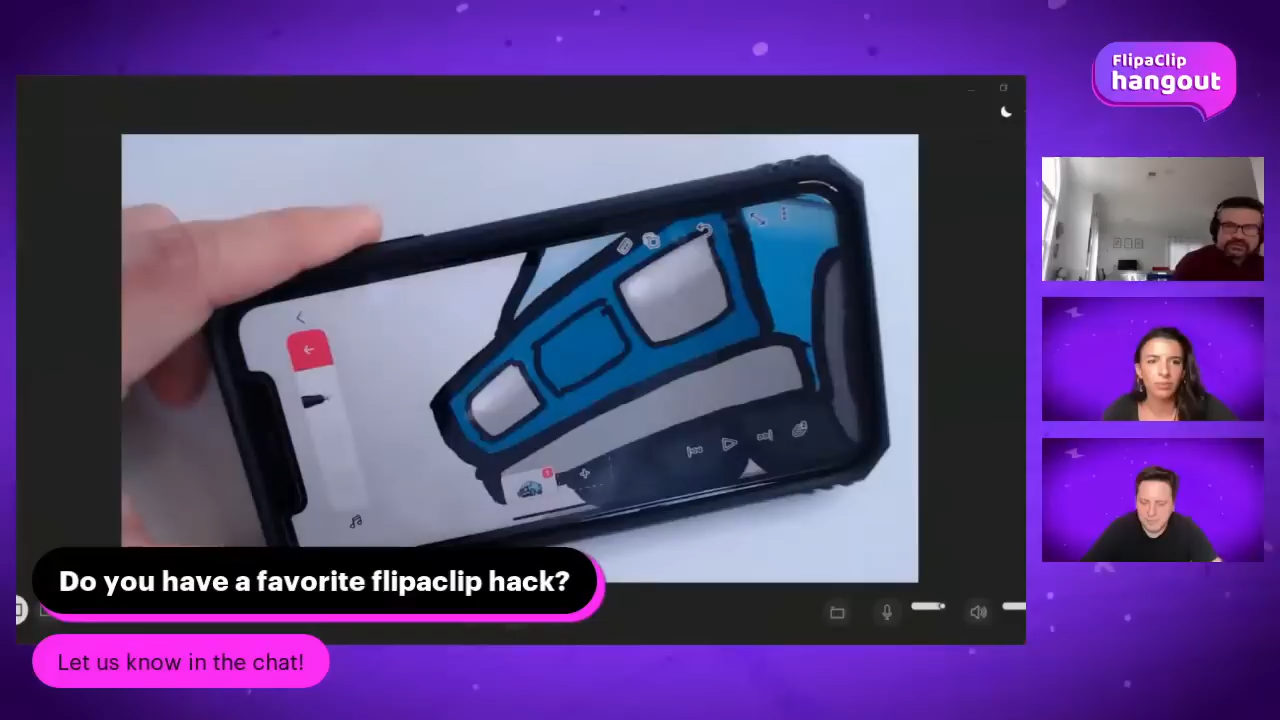 FlipaClip
hangout
Do you have a favorite flipaclip hack?
Let us know in the chat!